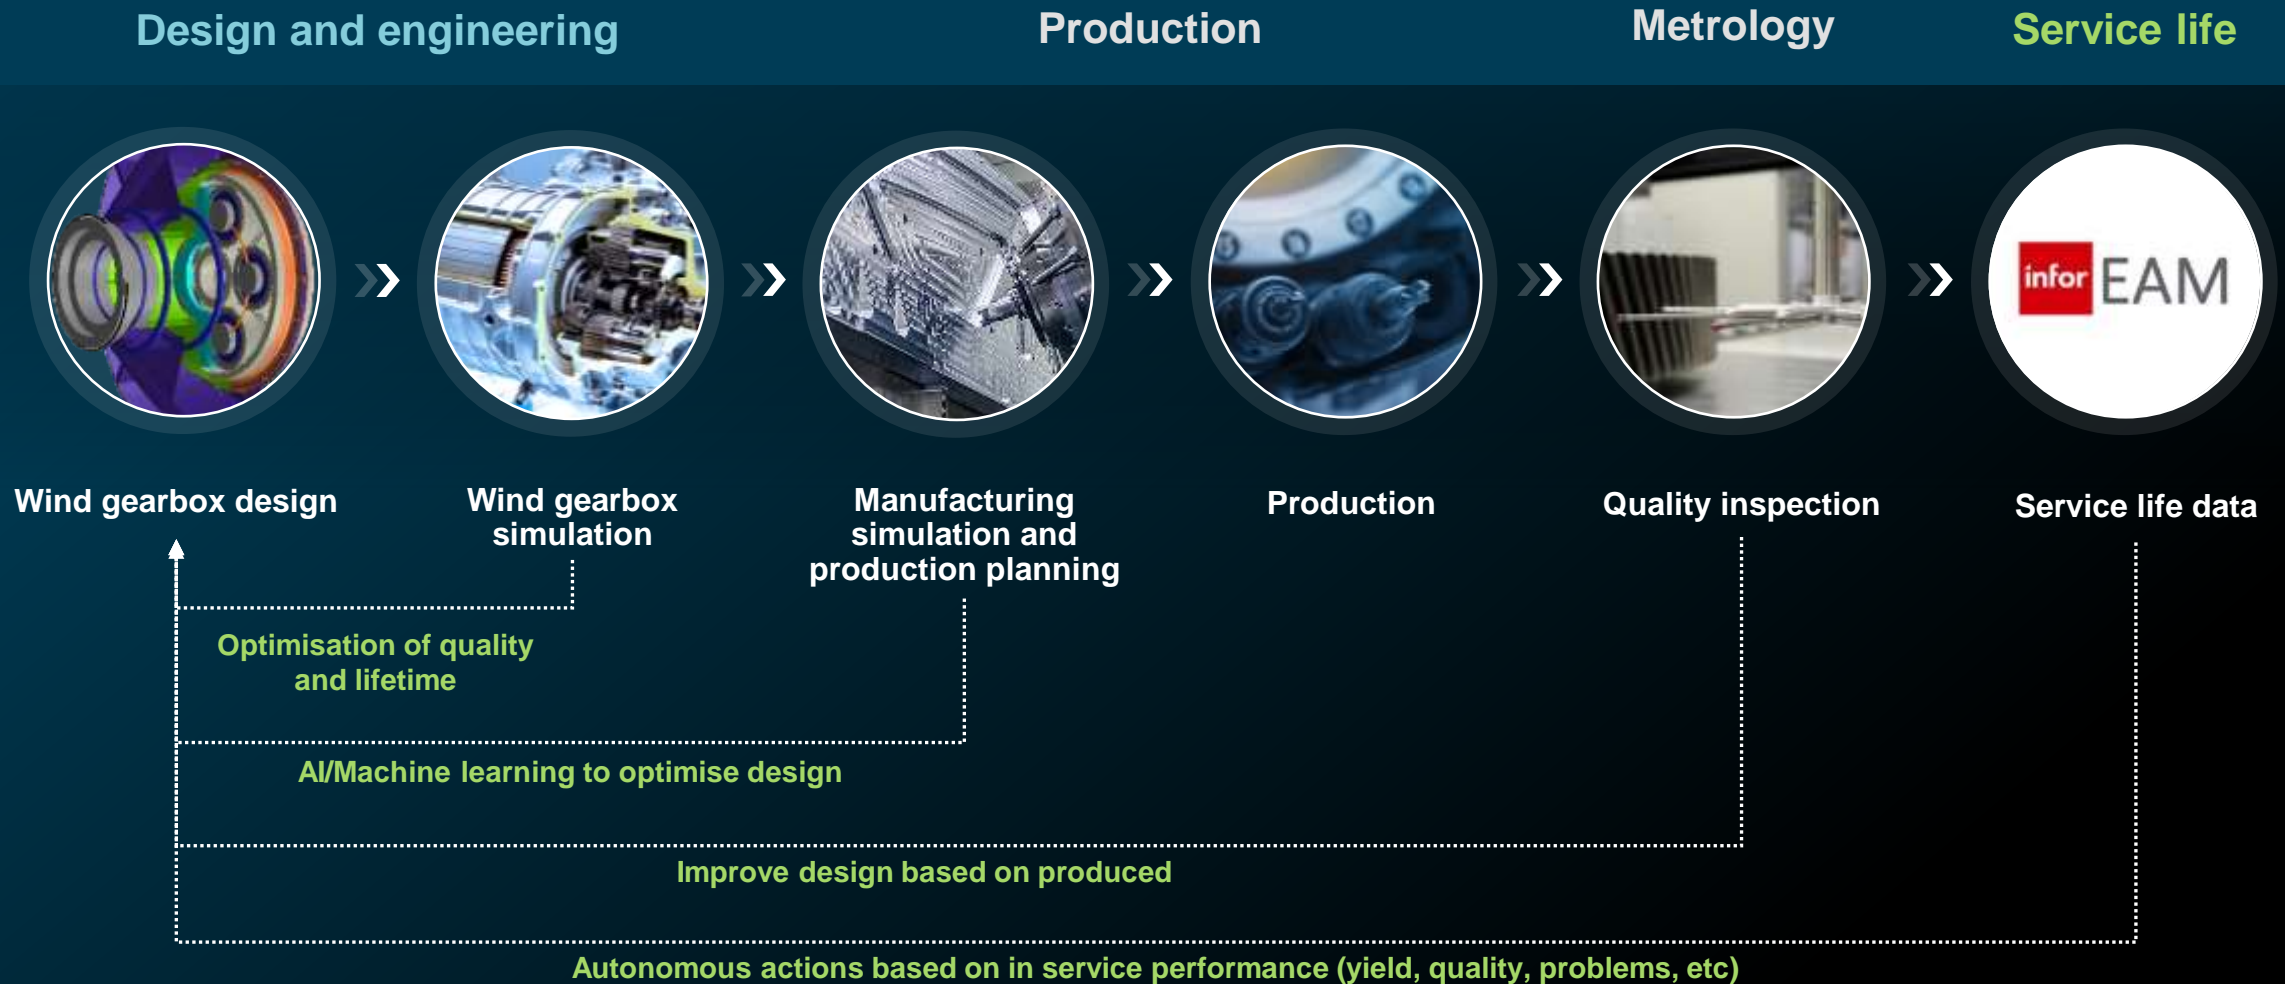 Design and engineering
Production
Metrology
Service life
infor EAM
Wind gearbox design
Wind gearbox
simulation
Manufacturing
simulation and
production planning
Production
Quality inspection
Service life data
Optimisation of quality
and lifetime
AI/Machine learning to optimise design
Improve design based on produced
Autonomous actions based on in service performance (yield, quality, problems, etc)